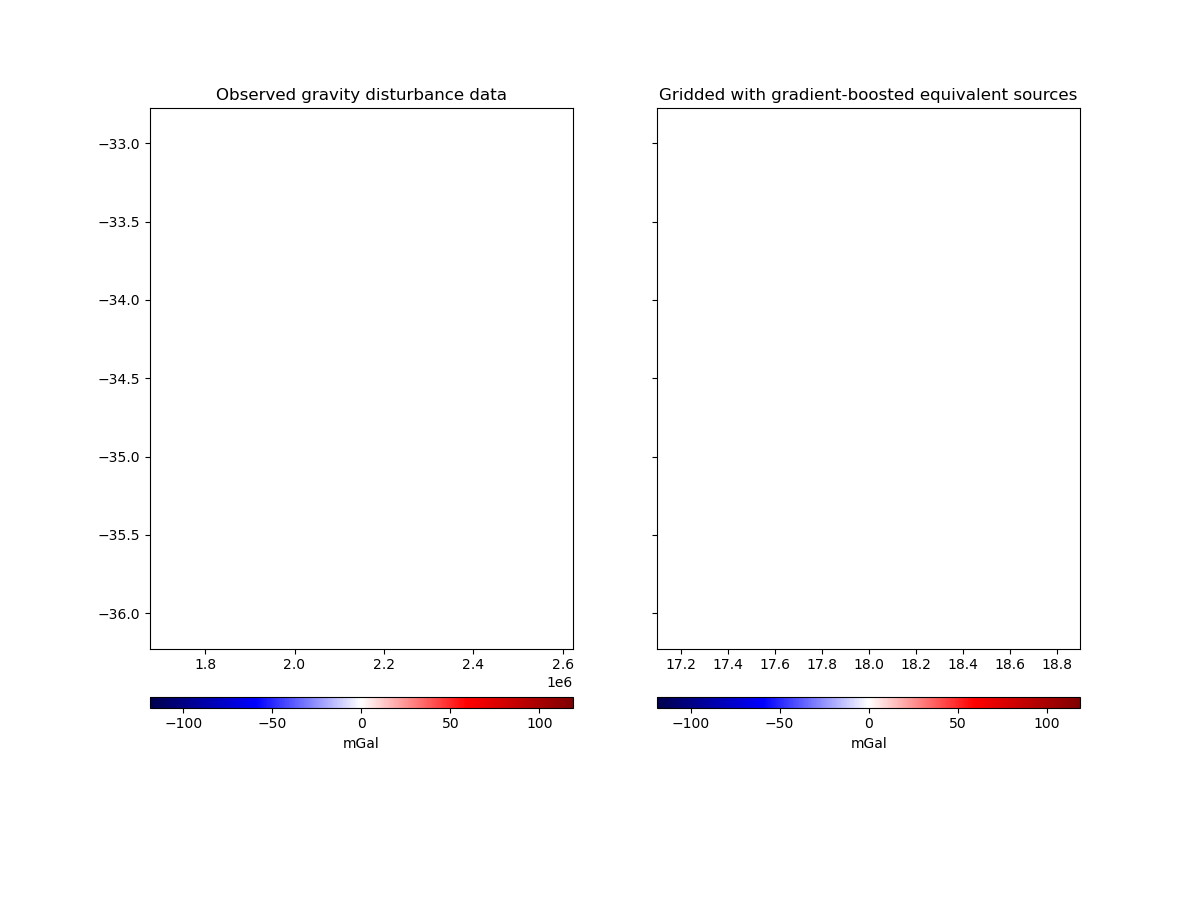 Observed gravity disturbance data
Gridded with gradient-boosted equivalent sources
−33.0
−33.5
−34.0
−34.5
−35.0
−35.5
−36.0
1.8 2.0 2.2 2.4 2.6
1e6
17.2 17.4 17.6 17.8 18.0 18.2 18.4 18.6 18.8
−100 −50 0 50 100
mGal
−100 −50 0 50 100
mGal